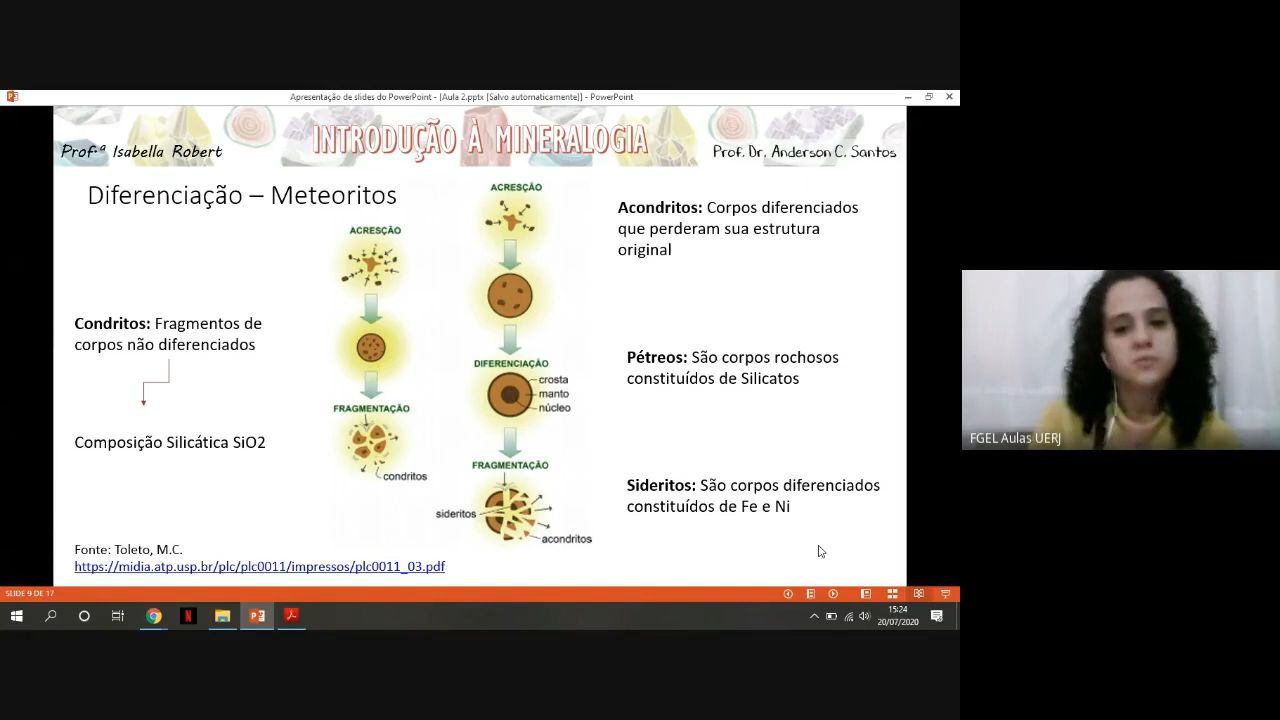 Apresentação de slides do PowerPoint - [Aula 2.pptx [Salvo automaticamente]] - PowerPoint
Prof.ª Isabella Robert
INTRODUÇÃO À MINERALOGIA
Prof. Dr. Anderson C. Santos
Diferenciação – Meteoritos
Condritos: Fragmentos de
corpos não diferenciados
Composição Silicática SiO2
ACRESÇÃO
FRAGMENTAÇÃO
condritos
ACRESÇÃO
DIFERENCIAÇÃO
crosta
manto
núcleo
FRAGMENTAÇÃO
sideritos
acondritos
Acondritos: Corpos diferenciados
que perderam sua estrutura
original
Pétreos: São corpos rochosos
constituídos de Silicatos
Sideritos: São corpos diferenciados
constituídos de Fe e Ni
Fonte: Toleto, M.C.
https://midia.atp.usp.br/plc/plc0011/impressos/plc0011_03.pdf
SLIDE 9 DE 17
15:24
20/07/2020
FGEL Aulas UERJ